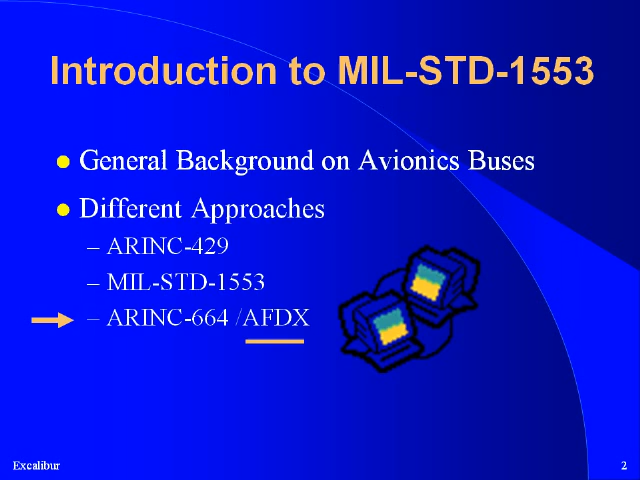 Introduction to MIL-STD-1553
General Background on Avionics Buses
Different Approaches
– ARINC-429
– MIL-STD-1553
– ARINC-664 /AFDX
Excalibur
2